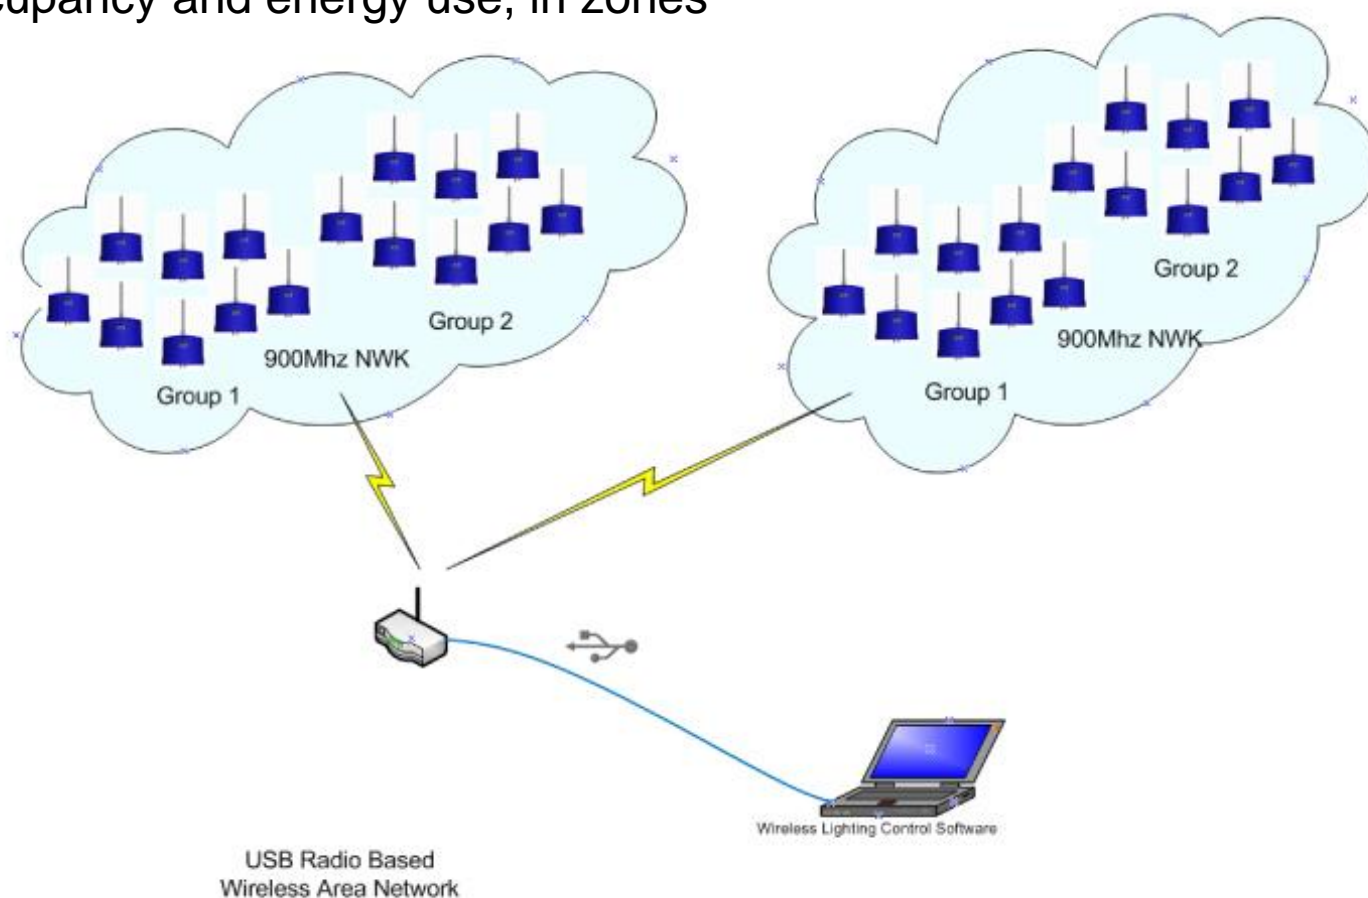 cupancy and energy use, in zones
Group 2
900Mhz NWK
Group 1
Group 2
900Mhz NWK
Group 1
Wireless Lighting Control Software
USB Radio Based
Wireless Area Network